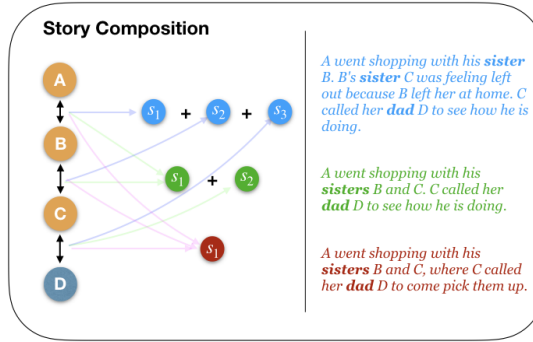 Story Composition
A
B
C
D
s1 + s2 + s3
s1 + s2
s1
A went shopping with his sister
B. B's sister C was feeling left
out because B left her at home. C
called her dad D to see how he is
doing.
A went shopping with his
sisters B and C. C called her
dad D to see how he is doing.
A went shopping with his
sisters B and C, where C called
her dad D to come pick them up.